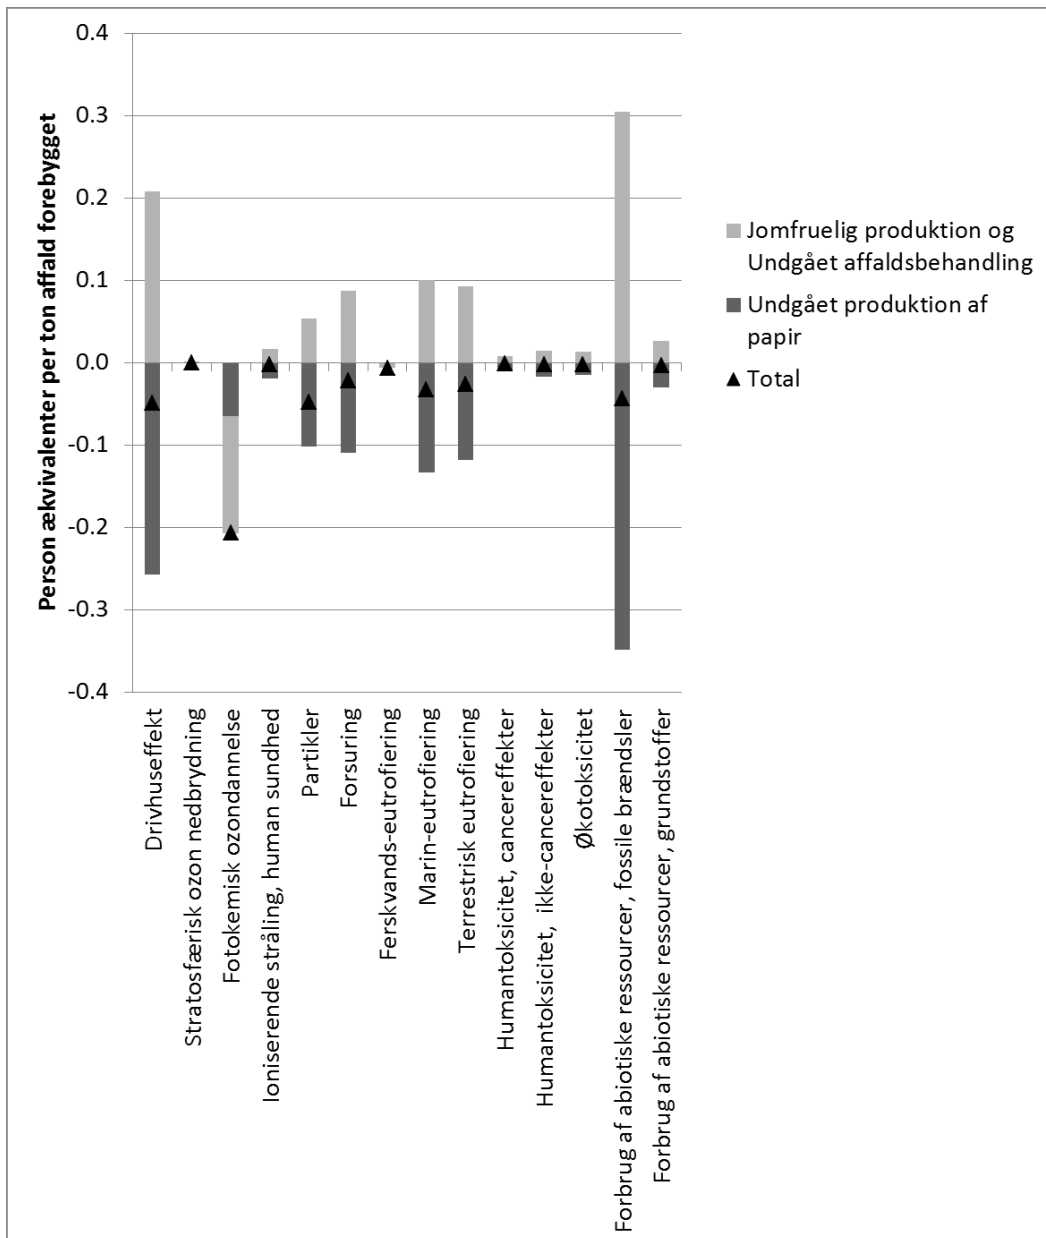 0.4
0.3
0.2
0.1
0.0
-0.1
-0.2
-0.3
-0.4
Person ækvivalenter per ton affald forebygget
Jomfruelig produktion og
Undgået affaldsbehandling
Undgået produktion af
papir
Total
Drivhuseffekt
Stratosfærisk ozon nedbrydning
Fotokemisk ozondannelse
Ioniserende stråling, human sundhed
Partikler
Forsuring
Ferskvands-eutrofiering
Marin-eutrofiering
Terrestrisk eutrofiering
Humantoksicitet, cancereffekter
Humantoksicitet, ikke-cancereffekter
Økotoksicitet
Forbrug af abiotiske ressourcer, fossile brændsler
Forbrug af abiotiske ressourcer, grundstoffer